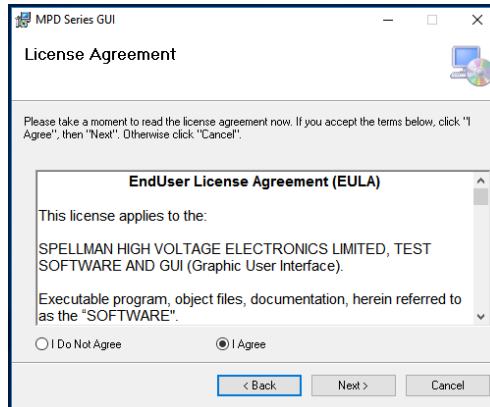 MPD Series GUI
License Agreement
Please take a moment to read the license agreement now. If you accept the terms below, click "I
Agree", then "Next". Otherwise click "Cancel".
EndUser License Agreement (EULA)
This license applies to the:
SPELLMAN HIGH VOLTAGE ELECTRONICS LIMITED, TEST
SOFTWARE AND GUI (Graphic User Interface).
Executable program, object files, documentation, herein referred to
as the “SOFTWARE".
I Do Not Agree
I Agree
< Back
Next >
Cancel